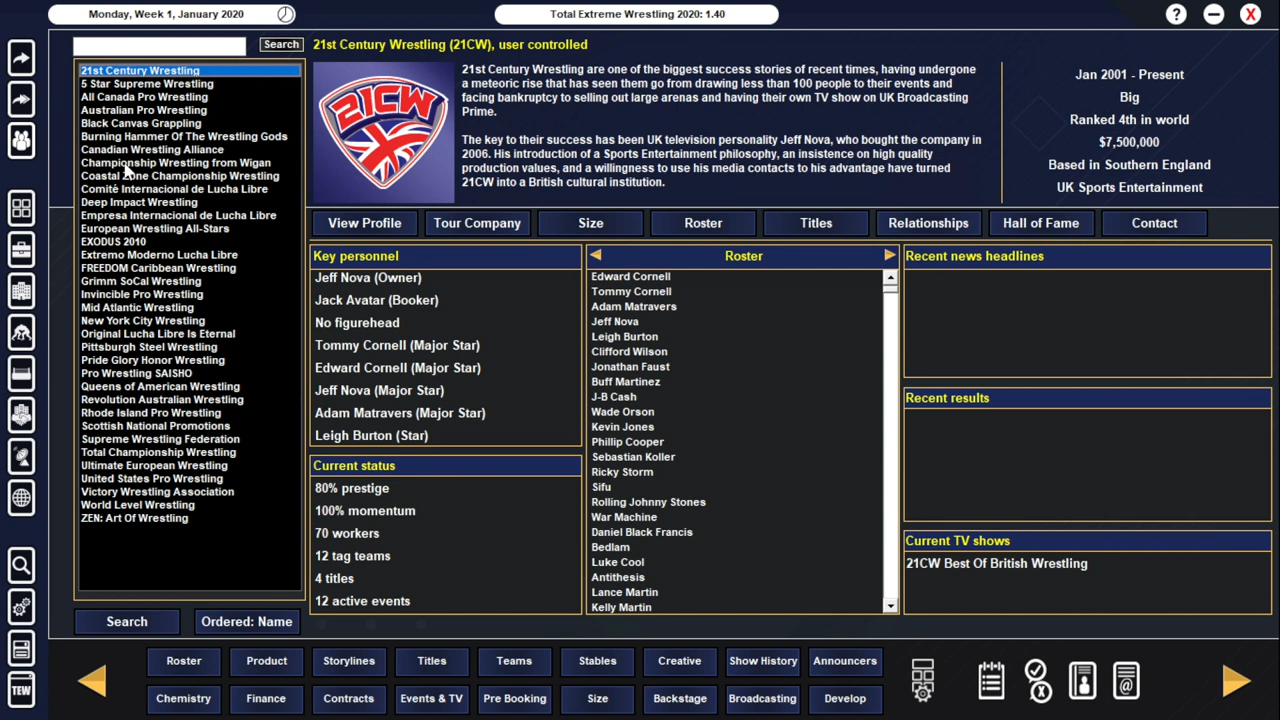 Monday, Week 1, January 2020
Total Extreme Wrestling 2020: 1.40
?
X
Search
21st Century Wrestling
5 Star Supreme Wrestling
All Canada Pro Wrestling
Australian Pro Wrestling
Black Canvas Grappling
Burning Hammer Of The Wrestling Gods
Canadian Wrestling Alliance
Championship Wrestling from Wigan
Coastal Zone Championship Wrestling
Comité Internacional de Lucha Libre
Deep Impact Wrestling
Empresa Internacional de Lucha Libre
European Wrestling All-Stars
EXODUS 2010
Extremo Moderno Lucha Libre
FREEDOM Caribbean Wrestling
Grimm SoCal Wrestling
Invincible Pro Wrestling
Mid Atlantic Wrestling
New York City Wrestling
Original Lucha Libre Is Eternal
Pittsburgh Steel Wrestling
Pride Glory Honor Wrestling
Pro Wrestling SAISHO
Queens of American Wrestling
Revolution Australian Wrestling
Rhode Island Pro Wrestling
Scottish National Promotions
Supreme Wrestling Federation
Total Championship Wrestling
Ultimate European Wrestling
United States Pro Wrestling
Victory Wrestling Association
World Level Wrestling
ZEN: Art Of Wrestling
Search
Ordered: Name
21st Century Wrestling (21CW), user controlled
21CW
21st Century Wrestling are one of the biggest success stories of recent times, having undergone
a meteoric rise that has seen them go from drawing less than 100 people to their events and
facing bankruptcy to selling out large arenas and having their own TV show on UK Broadcasting
Prime.
The key to their success has been UK television personality Jeff Nova, who bought the company in
2006. His introduction of a Sports Entertainment philosophy, an insistence on high quality
production values, and a willingness to use his media contacts to his advantage have turned
21CW into a British cultural institution.
Jan 2001 - Present
Big
Ranked 4th in world
$7,500,000
Based in Southern England
UK Sports Entertainment
View Profile
Tour Company
Size
Roster
Titles
Relationships
Hall of Fame
Contact
Key personnel
Jeff Nova (Owner)
Jack Avatar (Booker)
No figurehead
Tommy Cornell (Major Star)
Edward Cornell (Major Star)
Jeff Nova (Major Star)
Adam Matravers (Major Star)
Leigh Burton (Star)
Current status
80% prestige
100% momentum
70 workers
12 tag teams
4 titles
12 active events
Roster
Edward Cornell
Tommy Cornell
Adam Matravers
Jeff Nova
Leigh Burton
Clifford Wilson
Jonathan Faust
Buff Martinez
J-B Cash
Wade Orson
Kevin Jones
Phillip Cooper
Sebastian Koller
Ricky Storm
Sifu
Rolling Johnny Stones
War Machine
Daniel Black Francis
Bedlam
Luke Cool
Antithesis
Lance Martin
Kelly Martin
Recent news headlines
Recent results
Current TV shows
21CW Best Of British Wrestling
Roster
Product
Storylines
Titles
Teams
Stables
Creative
Show History
Announcers
Chemistry
Finance
Contracts
Events & TV
Pre Booking
Size
Backstage
Broadcasting
Develop
TEW